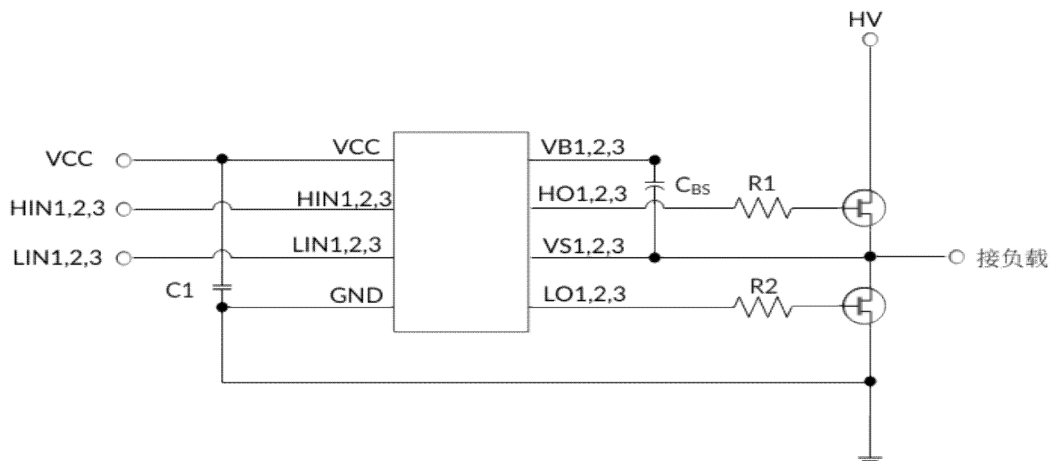 HV
VCC
VCC
VB1,2,3
HIN1,2,3
HIN1,2,3
HO1,2,3
CBS
R1
LIN1,2,3
LIN1,2,3
VS1,2,3
接负载
C1
GND
LO1,2,3
R2